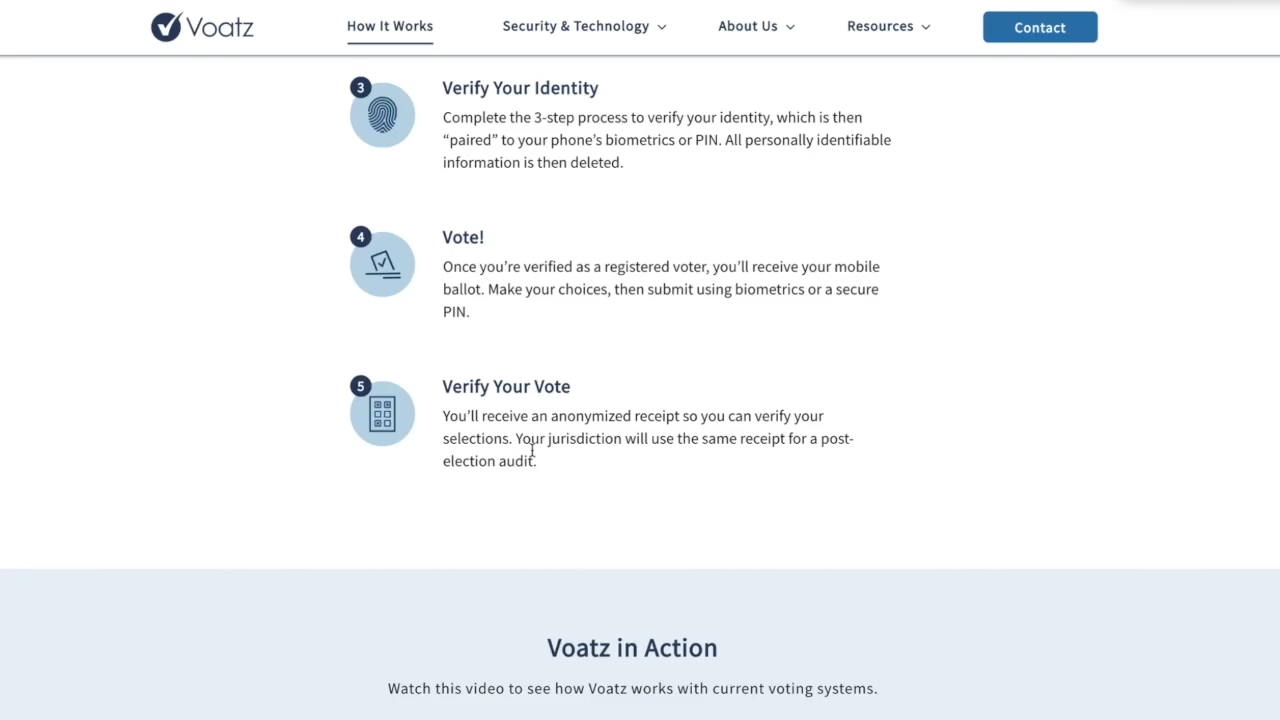 Voatz
How It Works
Security & Technology
About Us
Resources
Contact
3
Verify Your Identity
Complete the 3-step process to verify your identity, which is then
“paired” to your phone’s biometrics or PIN. All personally identifiable
information is then deleted.
4
Vote!
Once you’re verified as a registered voter, you’ll receive your mobile
ballot. Make your choices, then submit using biometrics or a secure
PIN.
5
Verify Your Vote
You’ll receive an anonymized receipt so you can verify your
selections. Your jurisdiction will use the same receipt for a post-
election audit.
Voatz in Action
Watch this video to see how Voatz works with current voting systems.